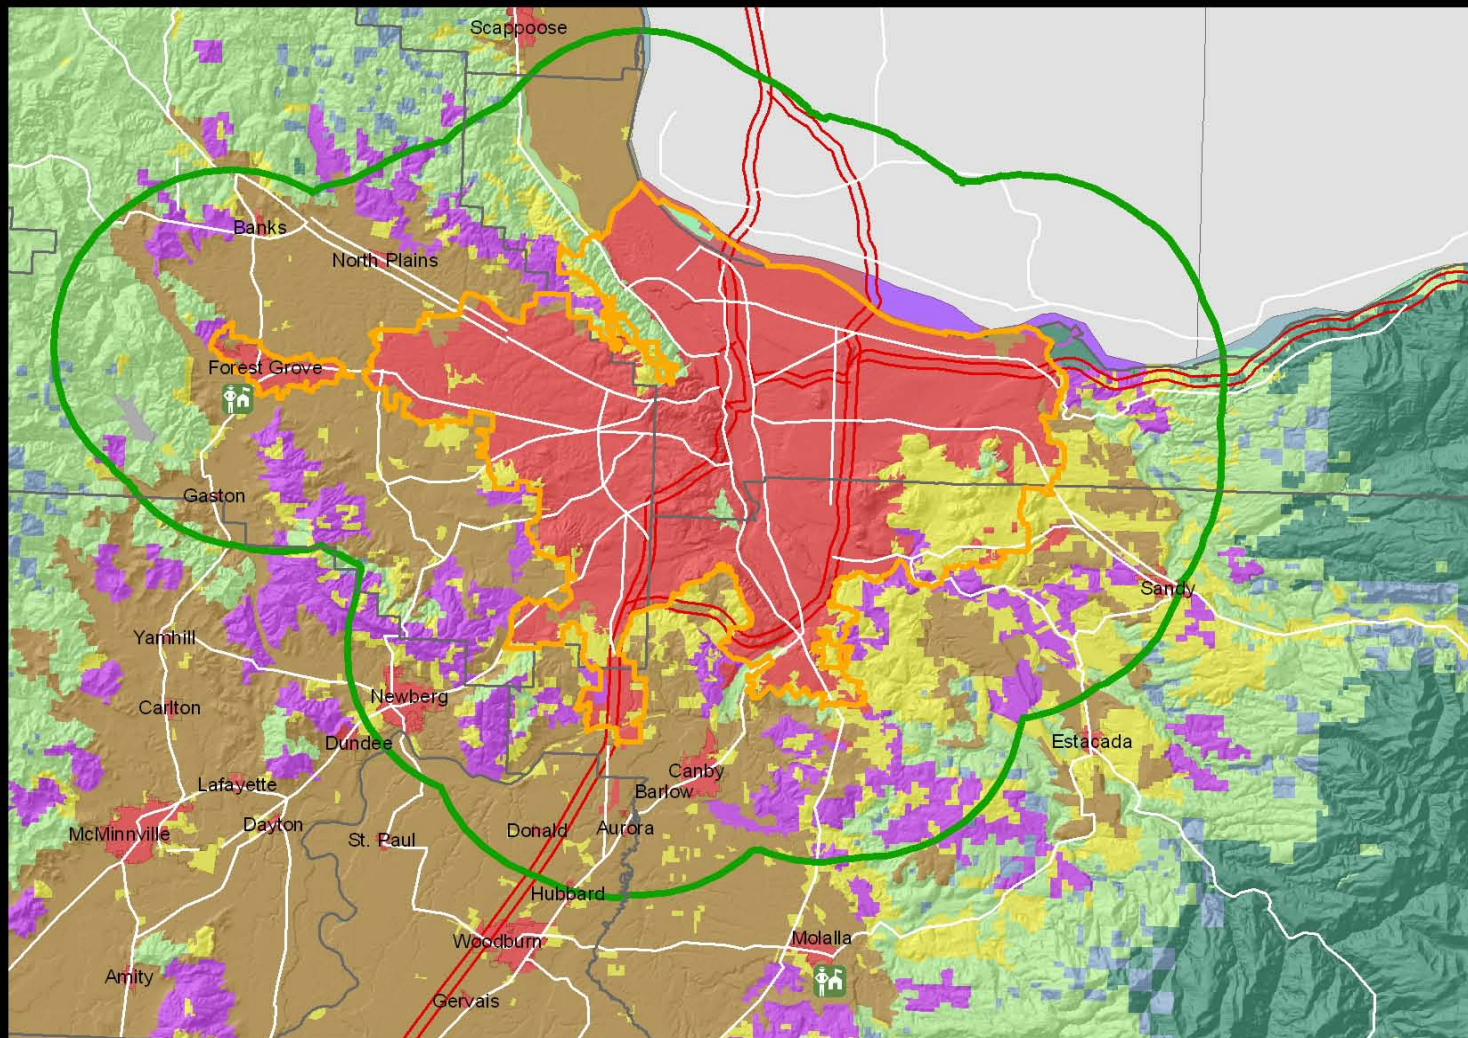 Scappoose
Banks
North Plains
Forest Grove
Gaston
Sandy
Yamhill
Newberg
Carlton
Dundee
Estacada
Canby
Lafayette
Barlow
McMinnville
Dayton
St. Paul
Donald
Aurora
Hubbard
Woodburn
Molalla
Amity
Gervais